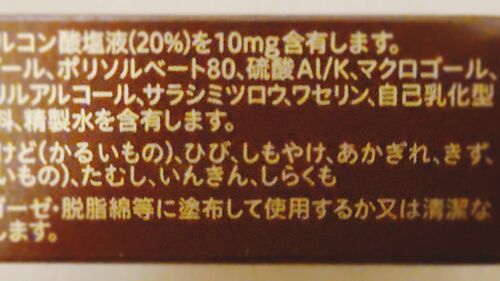 ルコン酸塩液(20%)を10mg含有します。
ール、ポリソルベート80、硫酸Al/K、マクロゴール、
リルアルコール、サラシミツロウ、ワセリン、自己乳化型
料、精製水を含有します。
けど(かるいもの)、ひび、しもやけ、あかぎれ、きず、
いもの)、たむし、いんきん、しらくも
ガーゼ・脱脂綿等に塗布して使用するか又は清潔な
します。